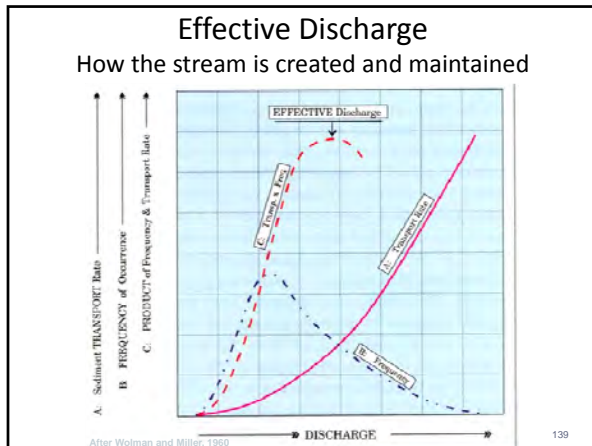 Effective Discharge
How the stream is created and maintained
EFFECTIVE Discharge
C: Transp. x Freq.
A: Transport Rate
B: Frequency
A: Sediment TRANSPORT Rate
B: FREQUENCY of Occurrence
C: PRODUCT of Frequency & Transport Rate
DISCHARGE
After Wolman and Miller, 1960
139